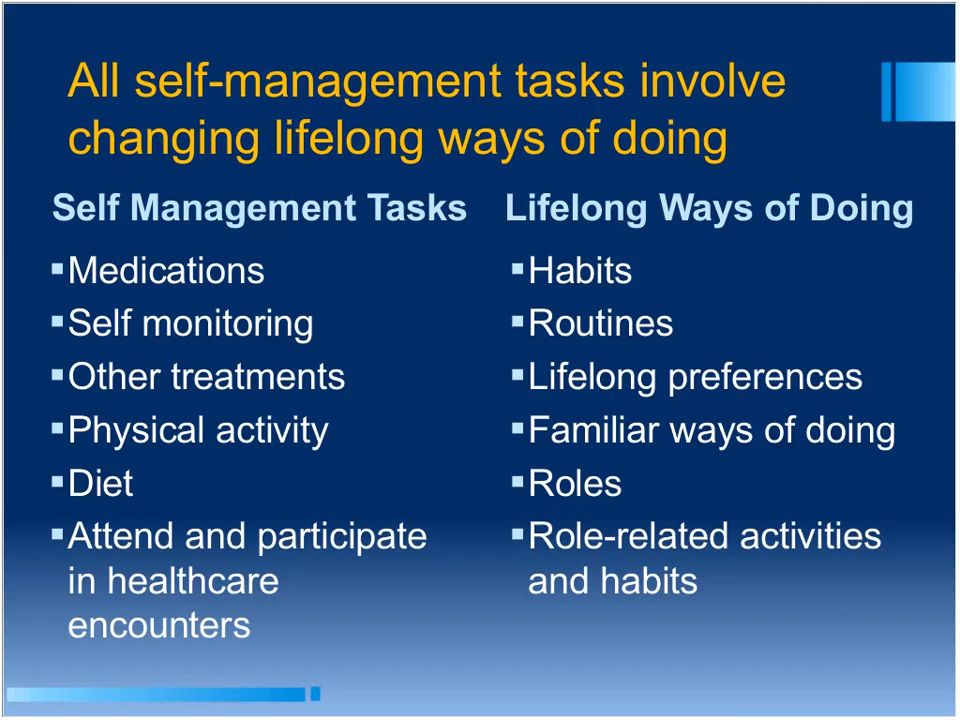 All self-management tasks involve
changing lifelong ways of doing
Self Management Tasks
▪Medications
▪Self monitoring
▪Other treatments
▪Physical activity
▪Diet
▪Attend and participate
in healthcare
encounters
Lifelong Ways of Doing
▪Habits
▪Routines
▪Lifelong preferences
▪Familiar ways of doing
▪Roles
▪Role-related activities
and habits